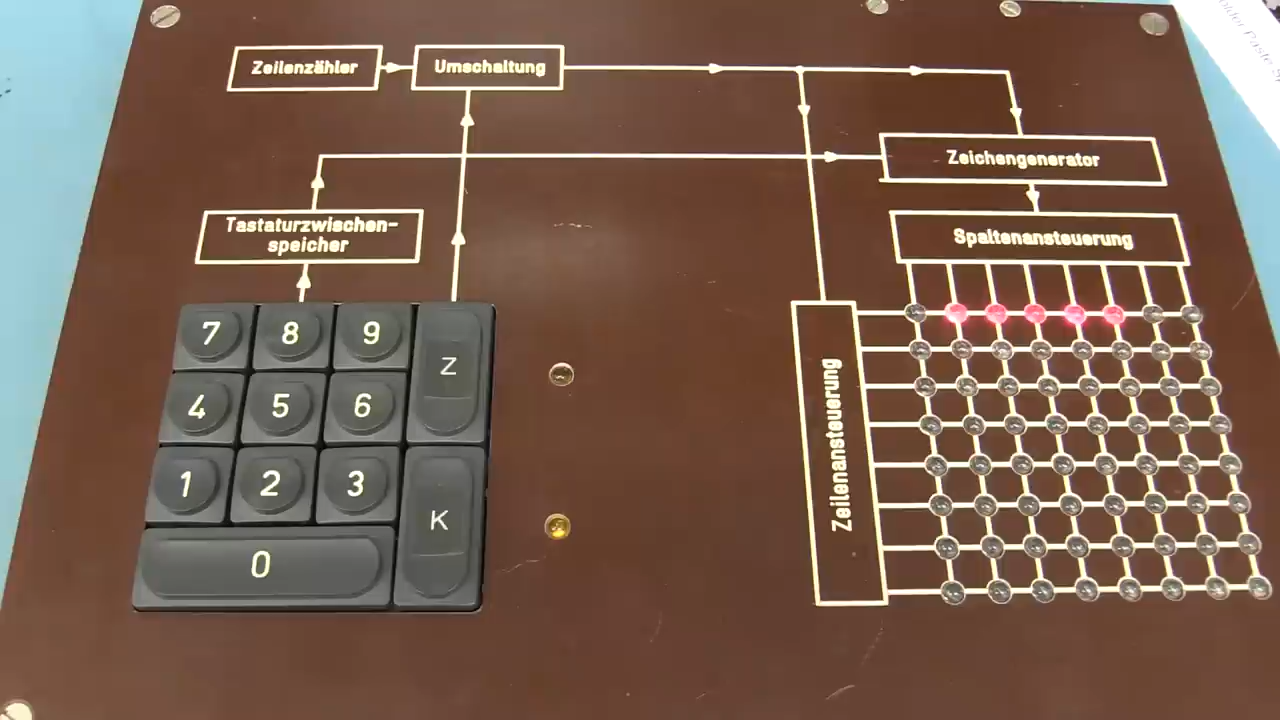 Zeilenzähler
Umschaltung
Zeichengenerator
Tastaturzwischen-
speicher
Spaltenansteuerung
Zeilenansteuerung
7 8 9 Z
4 5 6
1 2 3 K
0